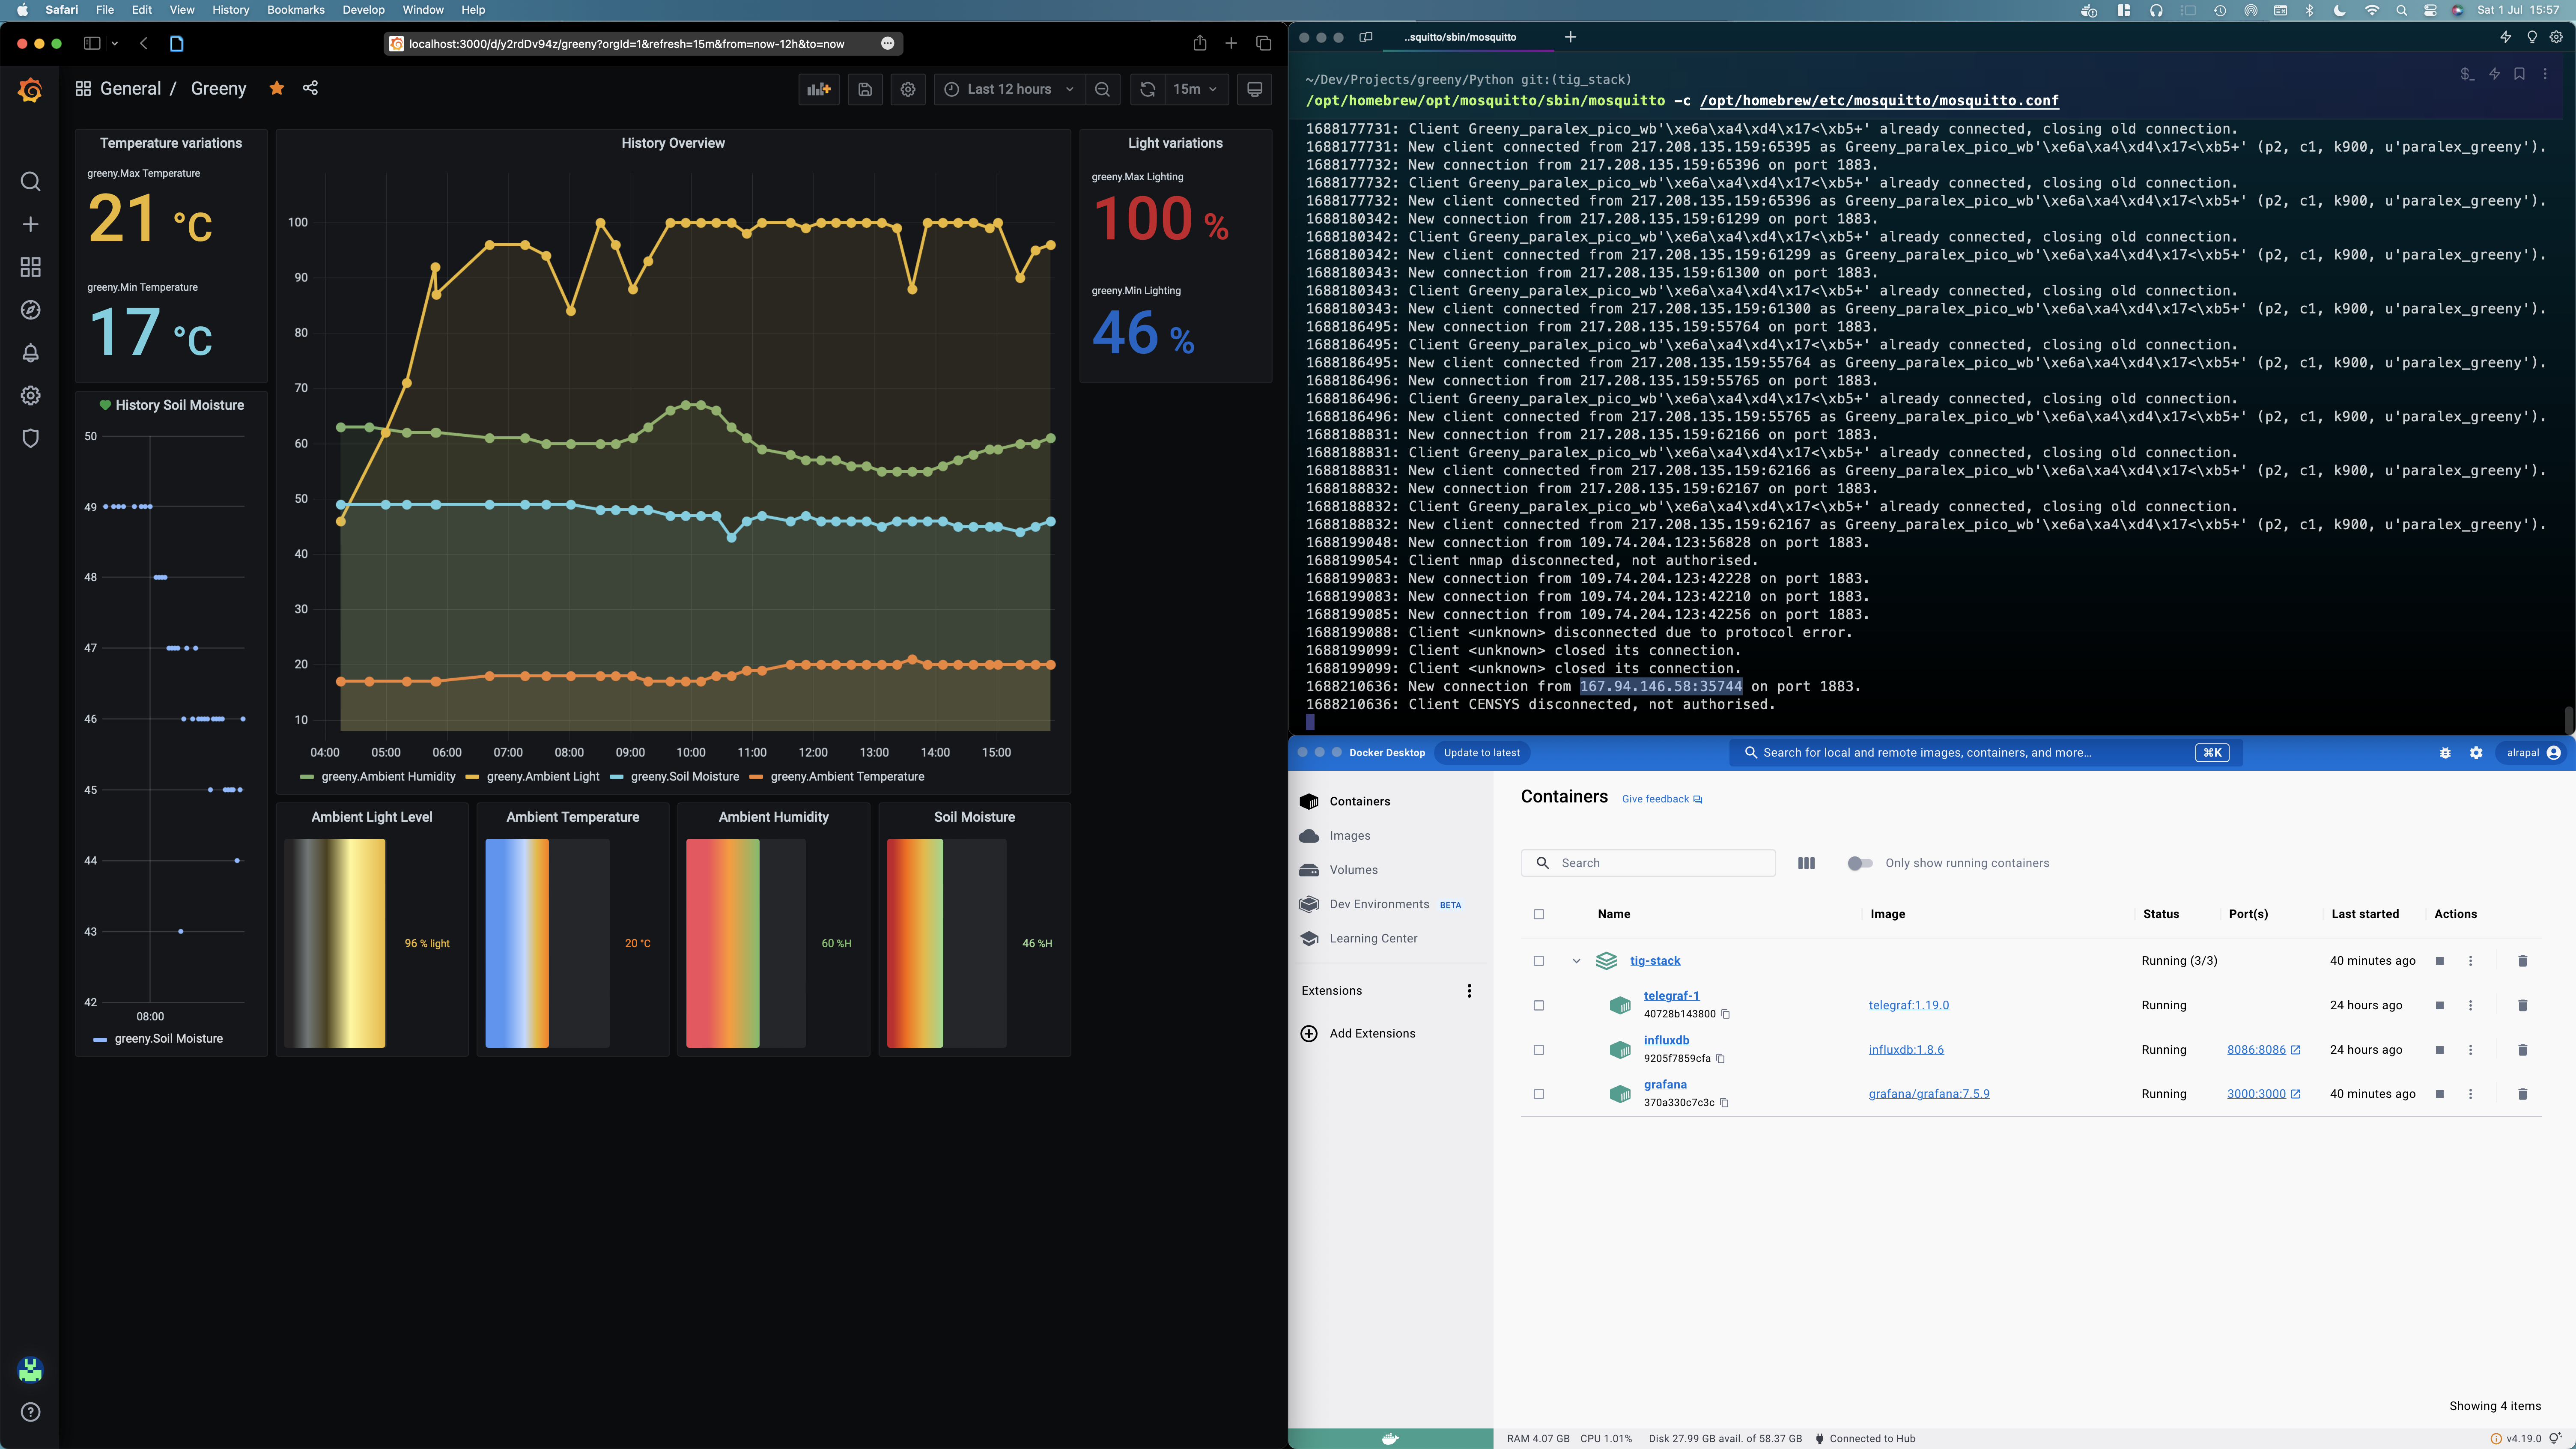 Safari File Edit View History Bookmarks Develop Window Help
Sat 1 Jul 15:57
localhost:3000/d/y2rdDv94z/greeny?orgId=1&refresh=15m&from=now-12h&to=now
General / Greeny
Last 12 hours
15m
Temperature variations
greeny.Max Temperature
21 °C
greeny.Min Temperature
17 °C
History Soil Moisture
50
49
48
47
46
45
44
43
42
08:00
greeny.Soil Moisture
History Overview
100
90
80
70
60
50
40
30
20
10
04:00 05:00 06:00 07:00 08:00 09:00 10:00 11:00 12:00 13:00 14:00 15:00
greeny.Ambient Humidity greeny.Ambient Light greeny.Soil Moisture greeny.Ambient Temperature
Light variations
greeny.Max Lighting
100 %
greeny.Min Lighting
46 %
Ambient Light Level
96 % light
Ambient Temperature
20 °C
Ambient Humidity
60 %H
Soil Moisture
46 %H
..squitto/sbin/mosquitto
~/Dev/Projects/greeny/Python git:(tig_stack)
/opt/homebrew/opt/mosquitto/sbin/mosquitto -c /opt/homebrew/etc/mosquitto/mosquitto.conf
1688177731: Client Greeny_paralex_pico_wb'\xe6a\xa4\xd4\x17<\xb5+' already connected, closing old connection.
1688177731: New client connected from 217.208.135.159:65395 as Greeny_paralex_pico_wb'\xe6a\xa4\xd4\x17<\xb5+' (p2, c1, k900, u'paralex_greeny').
1688177732: New connection from 217.208.135.159:65396 on port 1883.
1688177732: Client Greeny_paralex_pico_wb'\xe6a\xa4\xd4\x17<\xb5+' already connected, closing old connection.
1688177732: New client connected from 217.208.135.159:65396 as Greeny_paralex_pico_wb'\xe6a\xa4\xd4\x17<\xb5+' (p2, c1, k900, u'paralex_greeny').
1688180342: New connection from 217.208.135.159:61299 on port 1883.
1688180342: Client Greeny_paralex_pico_wb'\xe6a\xa4\xd4\x17<\xb5+' already connected, closing old connection.
1688180342: New client connected from 217.208.135.159:61299 as Greeny_paralex_pico_wb'\xe6a\xa4\xd4\x17<\xb5+' (p2, c1, k900, u'paralex_greeny').
1688180343: New connection from 217.208.135.159:61300 on port 1883.
1688180343: Client Greeny_paralex_pico_wb'\xe6a\xa4\xd4\x17<\xb5+' already connected, closing old connection.
1688180343: New client connected from 217.208.135.159:61300 as Greeny_paralex_pico_wb'\xe6a\xa4\xd4\x17<\xb5+' (p2, c1, k900, u'paralex_greeny').
1688186495: New connection from 217.208.135.159:55764 on port 1883.
1688186495: Client Greeny_paralex_pico_wb'\xe6a\xa4\xd4\x17<\xb5+' already connected, closing old connection.
1688186495: New client connected from 217.208.135.159:55764 as Greeny_paralex_pico_wb'\xe6a\xa4\xd4\x17<\xb5+' (p2, c1, k900, u'paralex_greeny').
1688186496: New connection from 217.208.135.159:55765 on port 1883.
1688186496: Client Greeny_paralex_pico_wb'\xe6a\xa4\xd4\x17<\xb5+' already connected, closing old connection.
1688186496: New client connected from 217.208.135.159:55765 as Greeny_paralex_pico_wb'\xe6a\xa4\xd4\x17<\xb5+' (p2, c1, k900, u'paralex_greeny').
1688188831: New connection from 217.208.135.159:62166 on port 1883.
1688188831: Client Greeny_paralex_pico_wb'\xe6a\xa4\xd4\x17<\xb5+' already connected, closing old connection.
1688188831: New client connected from 217.208.135.159:62166 as Greeny_paralex_pico_wb'\xe6a\xa4\xd4\x17<\xb5+' (p2, c1, k900, u'paralex_greeny').
1688188832: New connection from 217.208.135.159:62167 on port 1883.
1688188832: Client Greeny_paralex_pico_wb'\xe6a\xa4\xd4\x17<\xb5+' already connected, closing old connection.
1688188832: New client connected from 217.208.135.159:62167 as Greeny_paralex_pico_wb'\xe6a\xa4\xd4\x17<\xb5+' (p2, c1, k900, u'paralex_greeny').
1688199048: New connection from 109.74.204.123:56828 on port 1883.
1688199054: Client nmap disconnected, not authorised.
1688199083: New connection from 109.74.204.123:42228 on port 1883.
1688199083: New connection from 109.74.204.123:42210 on port 1883.
1688199085: New connection from 109.74.204.123:42256 on port 1883.
1688199088: Client <unknown> disconnected due to protocol error.
1688199099: Client <unknown> closed its connection.
1688199099: Client <unknown> closed its connection.
1688210636: New connection from 167.94.146.58:35744 on port 1883.
1688210636: Client CENSYS disconnected, not authorised.
Docker Desktop Update to latest
Search for local and remote images, containers, and more…
⌘K
alrapal
Containers
Images
Volumes
Dev Environments BETA
Learning Center
Extensions
Add Extensions
Containers Give feedback
Search
Only show running containers
Name Image Status Port(s) Last started Actions
tig-stack Running (3/3) 40 minutes ago
telegraf-1
40728b143800
telegraf:1.19.0 Running 24 hours ago
influxdb
9205f7859cfa
influxdb:1.8.6 Running 8086:8086 24 hours ago
grafana
370a330c7c3c
grafana/grafana:7.5.9 Running 3000:3000 40 minutes ago
Showing 4 items
RAM 4.07 GB CPU 1.01% Disk 27.99 GB avail. of 58.37 GB Connected to Hub
v4.19.0